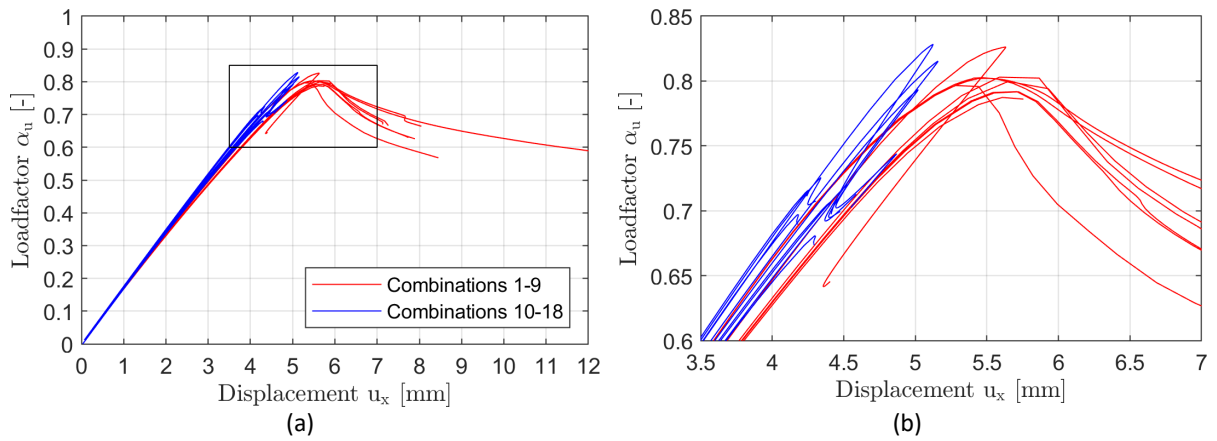 1
0.9
0.8
0.7
0.6
0.5
0.4
0.3
0.2
0.1
0
Loadfactor αu [-]
Combinations 1-9
Combinations 10-18
0 1 2 3 4 5 6 7 8 9 10 11 12
Displacement ux [mm]
(a)
0.85
0.8
0.75
0.7
0.65
0.6
Loadfactor αu [-]
3.5 4 4.5 5 5.5 6 6.5 7
Displacement ux [mm]
(b)